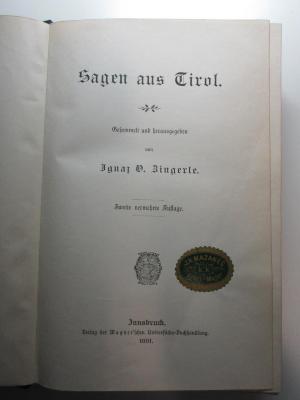 Sagen aus Tirol.
Gesammelt und herausgegeben
von
Ignaz V. Zingerle.
Zweite vermehrte Auflage.
Innsbruck.
Verlag der Wagner'schen Universitäts-Buchhandlung.
1891.